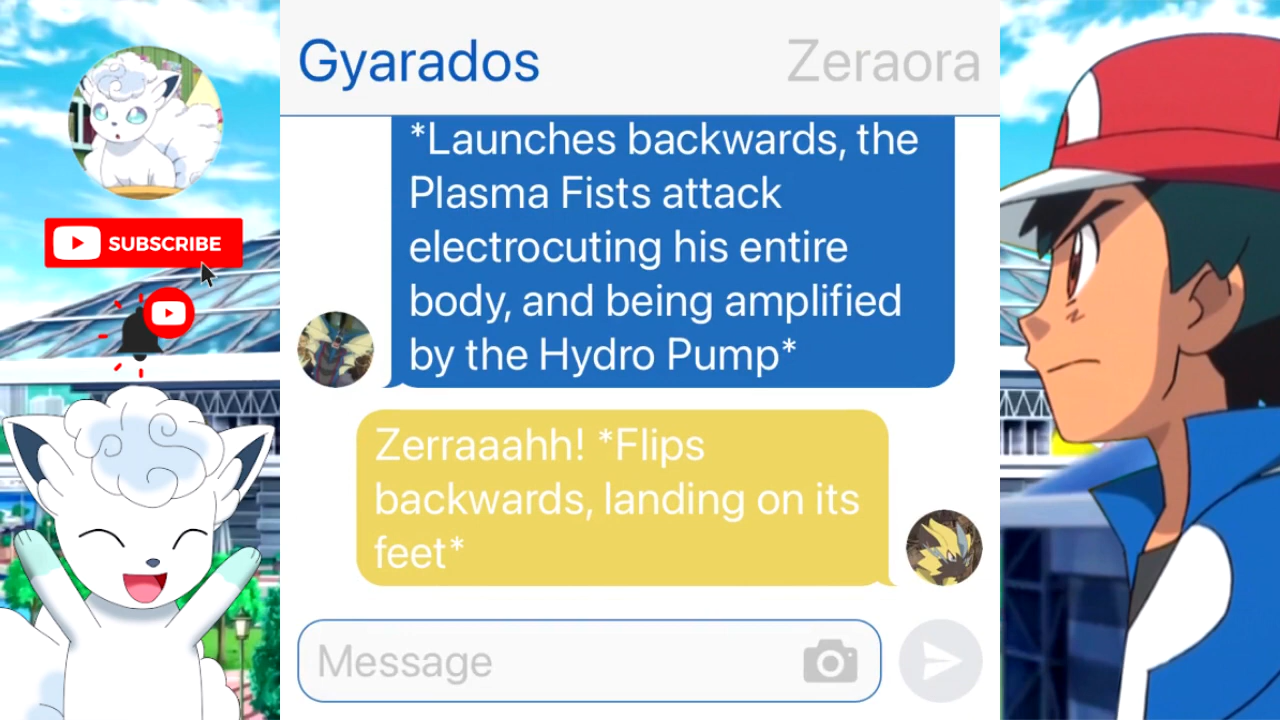 Gyarados
Zeraora
*Launches backwards, the
Plasma Fists attack
electrocuting his entire
body, and being amplified
by the Hydro Pump*
SUBSCRIBE
Zerraaahh! *Flips
backwards, landing on its
feet*
Message